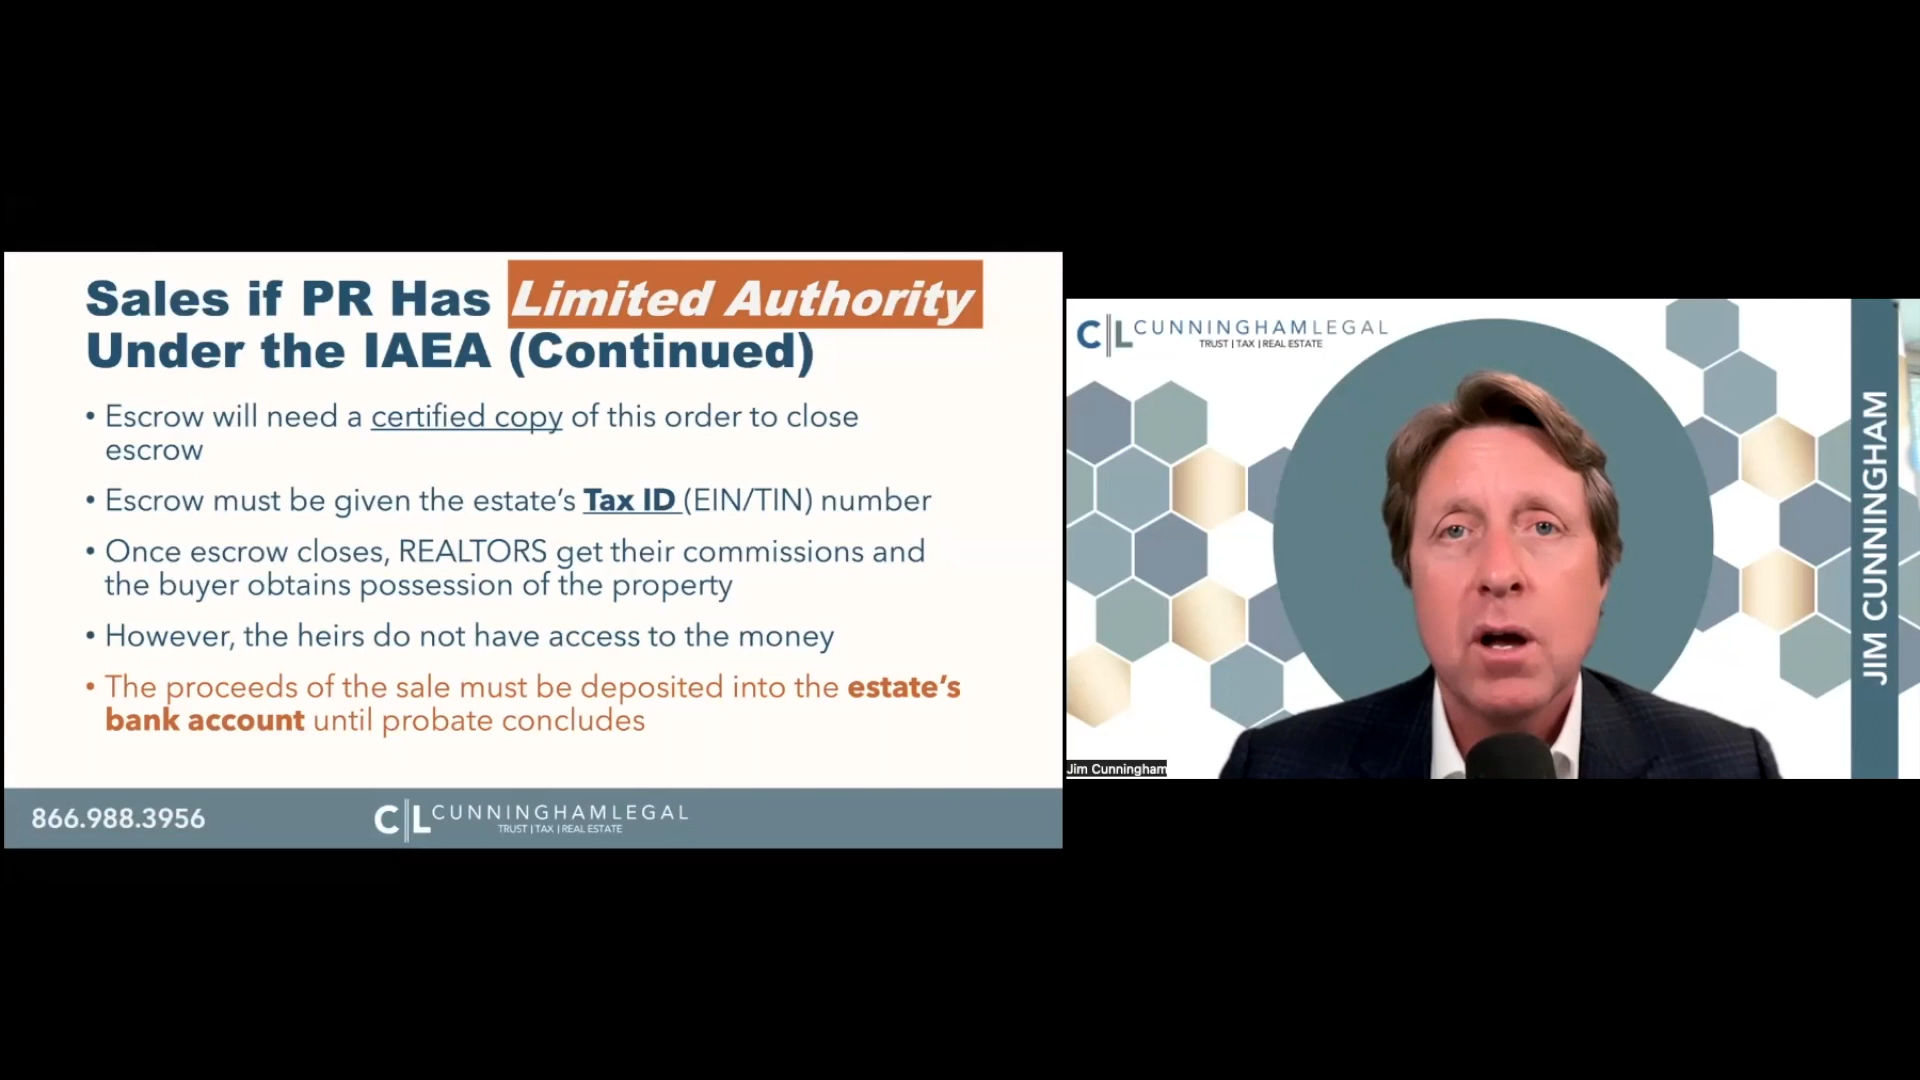 Sales if PR Has Limited Authority
Under the IAEA (Continued)
• Escrow will need a certified copy of this order to close
escrow
• Escrow must be given the estate’s Tax ID (EIN/TIN) number
• Once escrow closes, REALTORS get their commissions and
the buyer obtains possession of the property
• However, the heirs do not have access to the money
• The proceeds of the sale must be deposited into the estate’s
bank account until probate concludes
866.988.3956
CL CUNNINGHAMLEGAL
TRUST | TAX | REAL ESTATE
CL CUNNINGHAMLEGAL
TRUST | TAX | REAL ESTATE
JIM CUNNINGHAM
Jim Cunningham